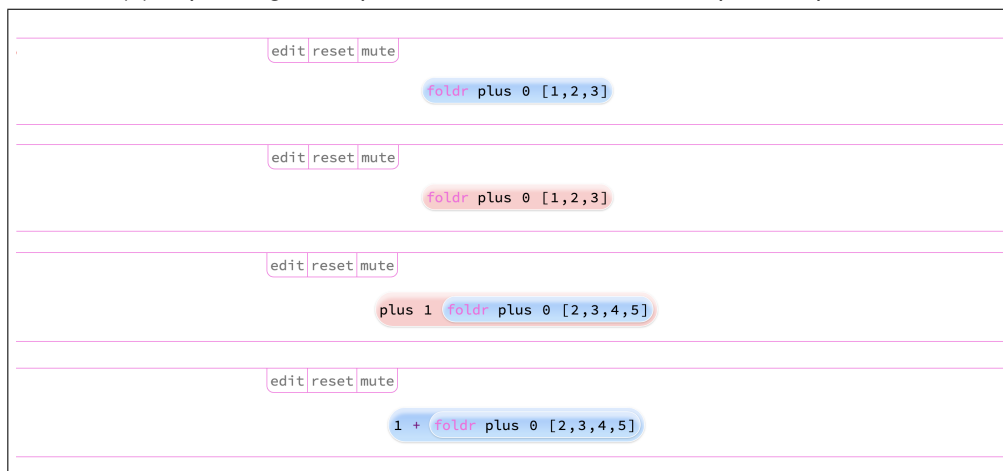 edit reset mute
foldr plus 0 [1,2,3]
edit reset mute
foldr plus 0 [1,2,3]
edit reset mute
plus 1 foldr plus 0 [2,3,4,5]
edit reset mute
1 + foldr plus 0 [2,3,4,5]